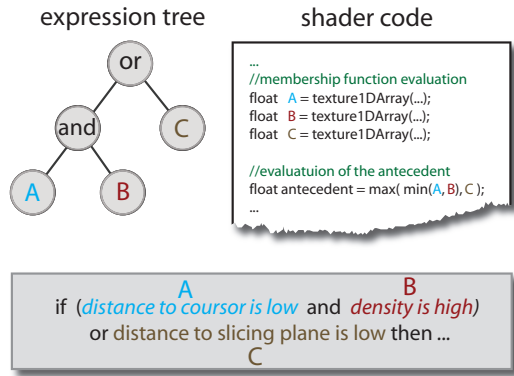 expression tree
or
and
C
A
B
shader code
...
//membership function evaluation
float A = texture1DArray(...);
float B = texture1DArray(...);
float C = texture1DArray(...);
//evaluatuion of the antecedent
float antecedent = max( min(A, B), C );
...
A
B
if (distance to coursor is low and density is high)
or distance to slicing plane is low then ...
C